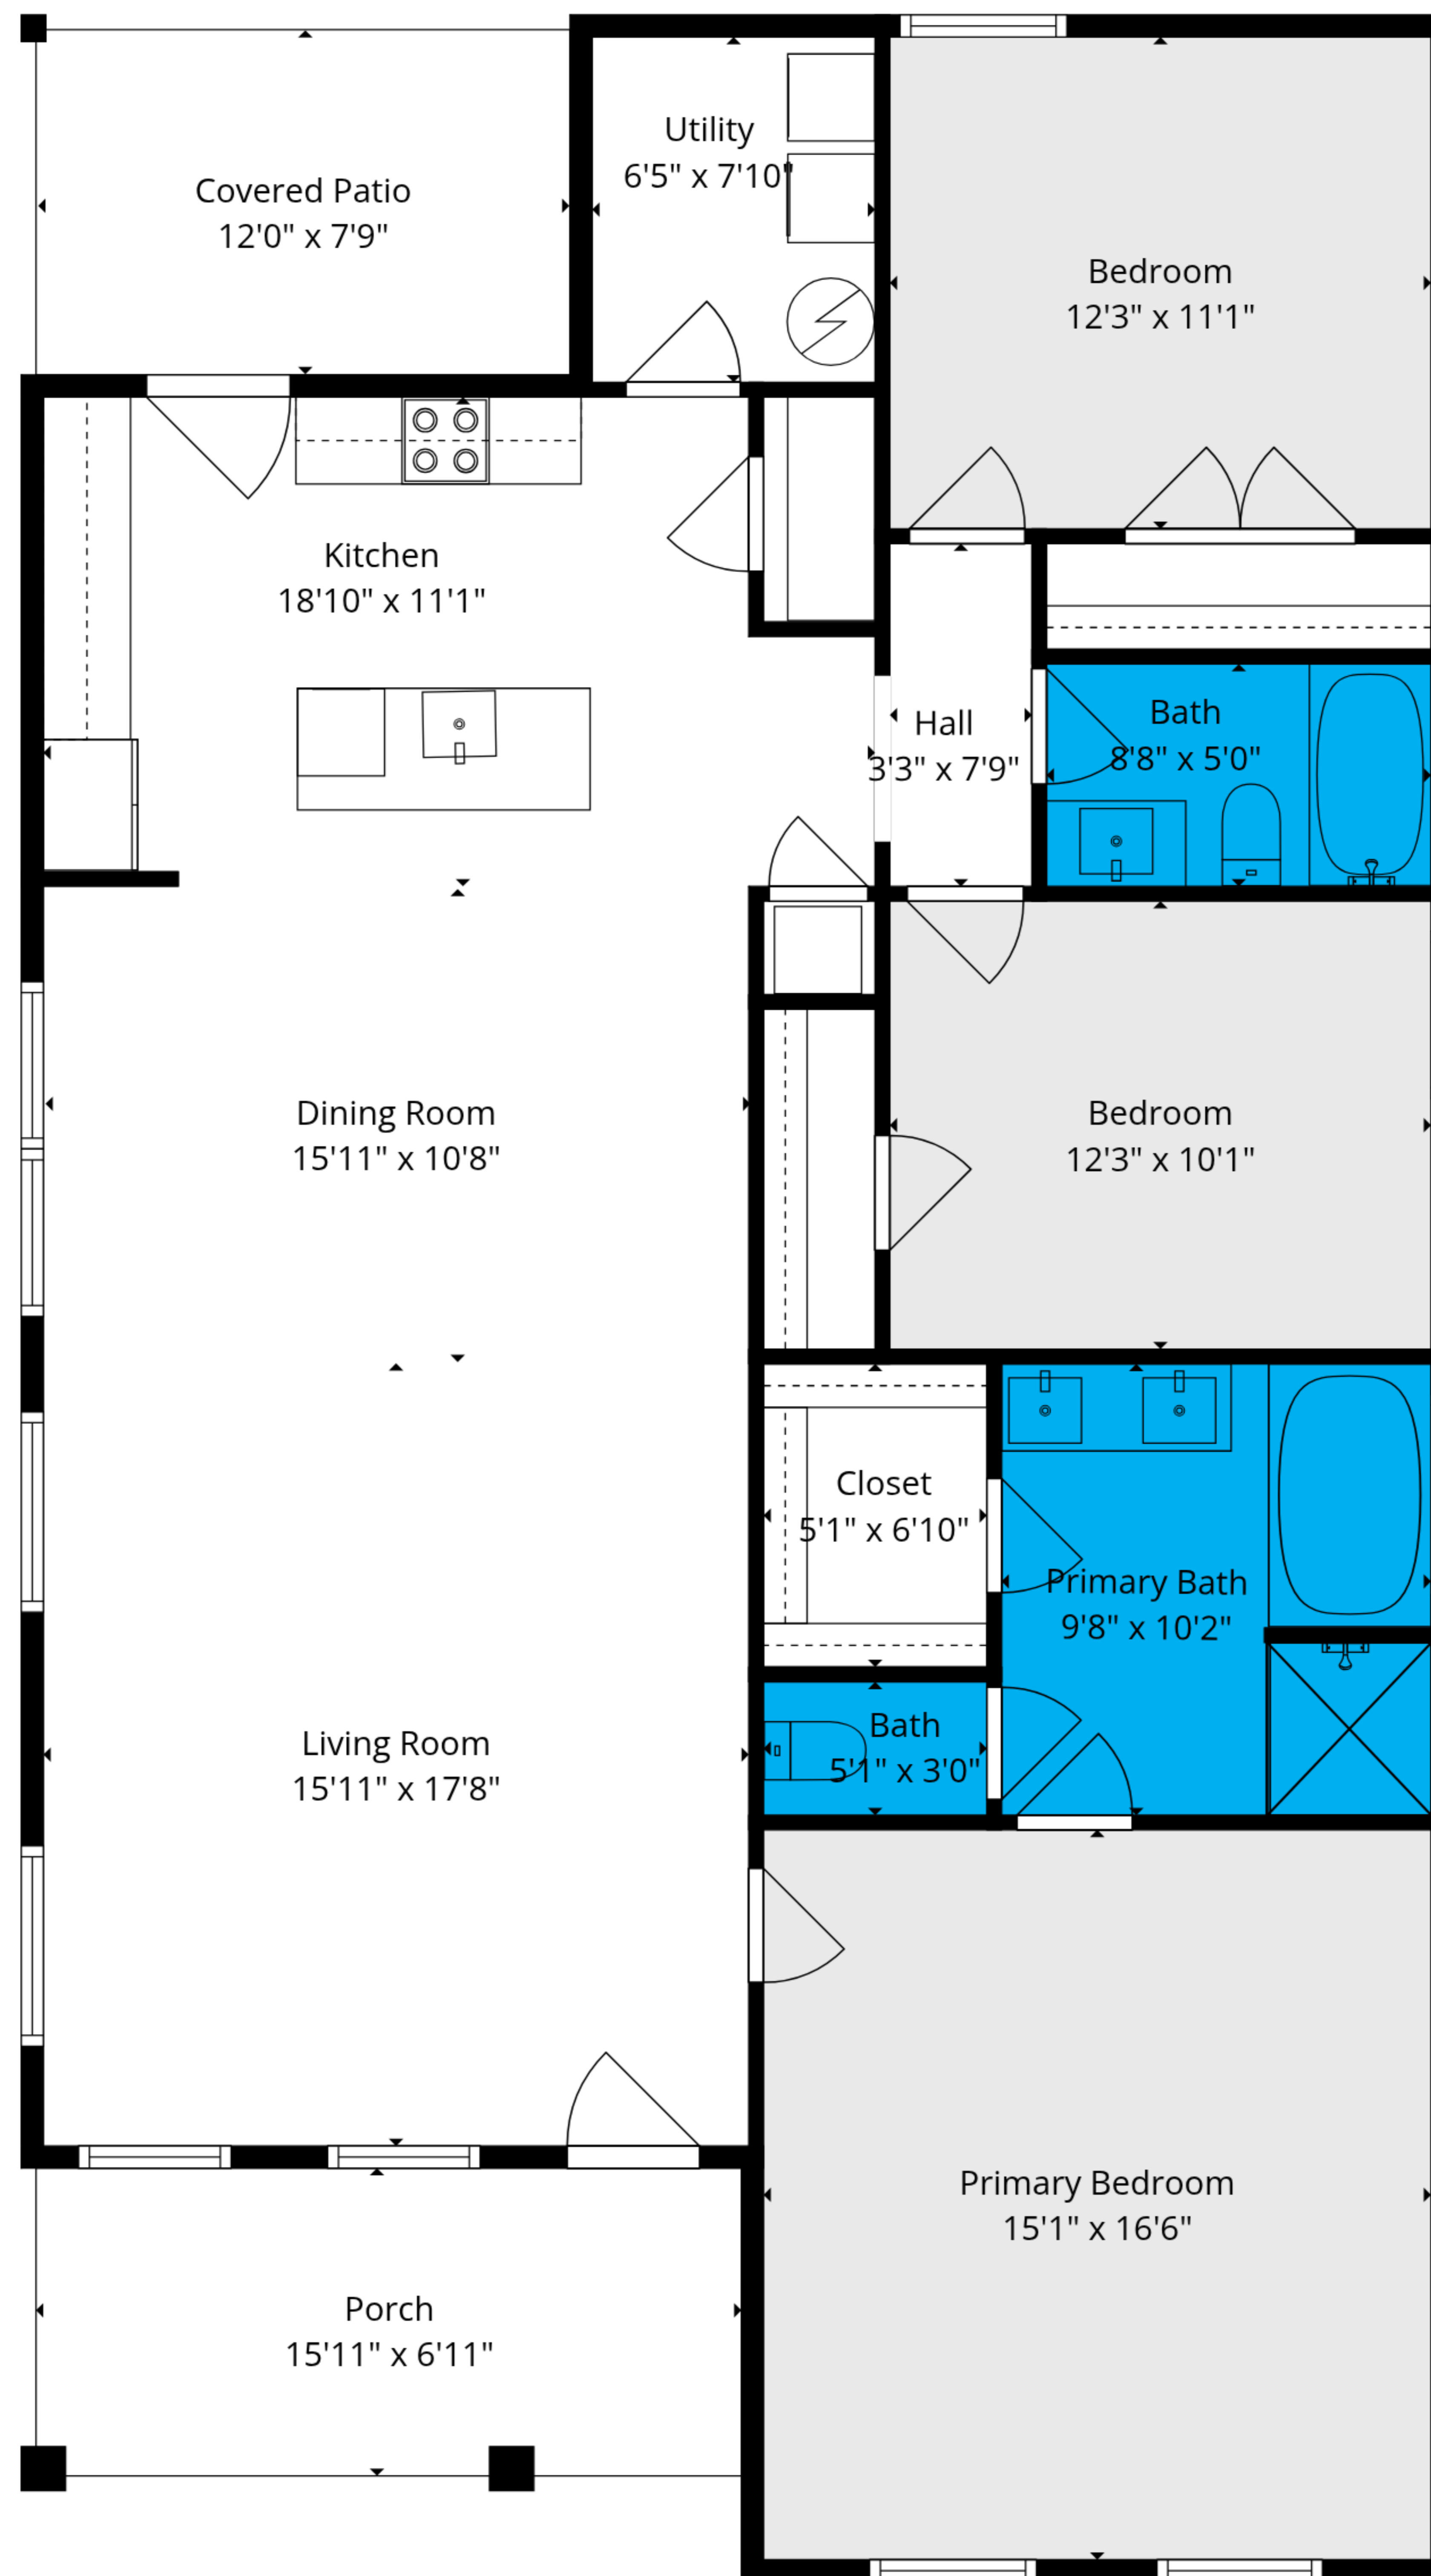 Utility
6'5" x 7'10"
Covered Patio
12'0" x 7'9"
Bedroom
12'3" x 11'1"
Kitchen
18'10" x 11'1"
Hall
3'3" x 7'9"
Bath
8'8" x 5'0"
Dining Room
15'11" x 10'8"
Bedroom
12'3" x 10'1"
Closet
5'1" x 6'10"
Primary Bath
9'8" x 10'2"
Bath
5'1" x 3'0"
Living Room
15'11" x 17'8"
Primary Bedroom
15'1" x 16'6"
Porch
15'11" x 6'11"